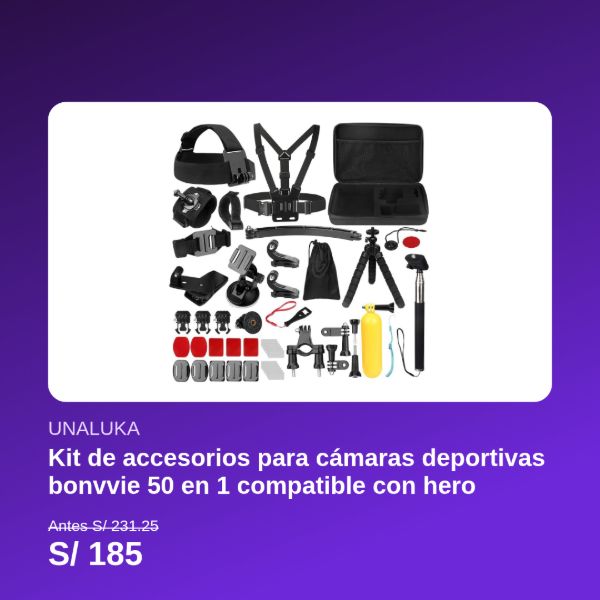 UNALUKA
Kit de accesorios para cámaras deportivas
bonvvie 50 en 1 compatible con hero
Antes S/ 231.25
S/ 185